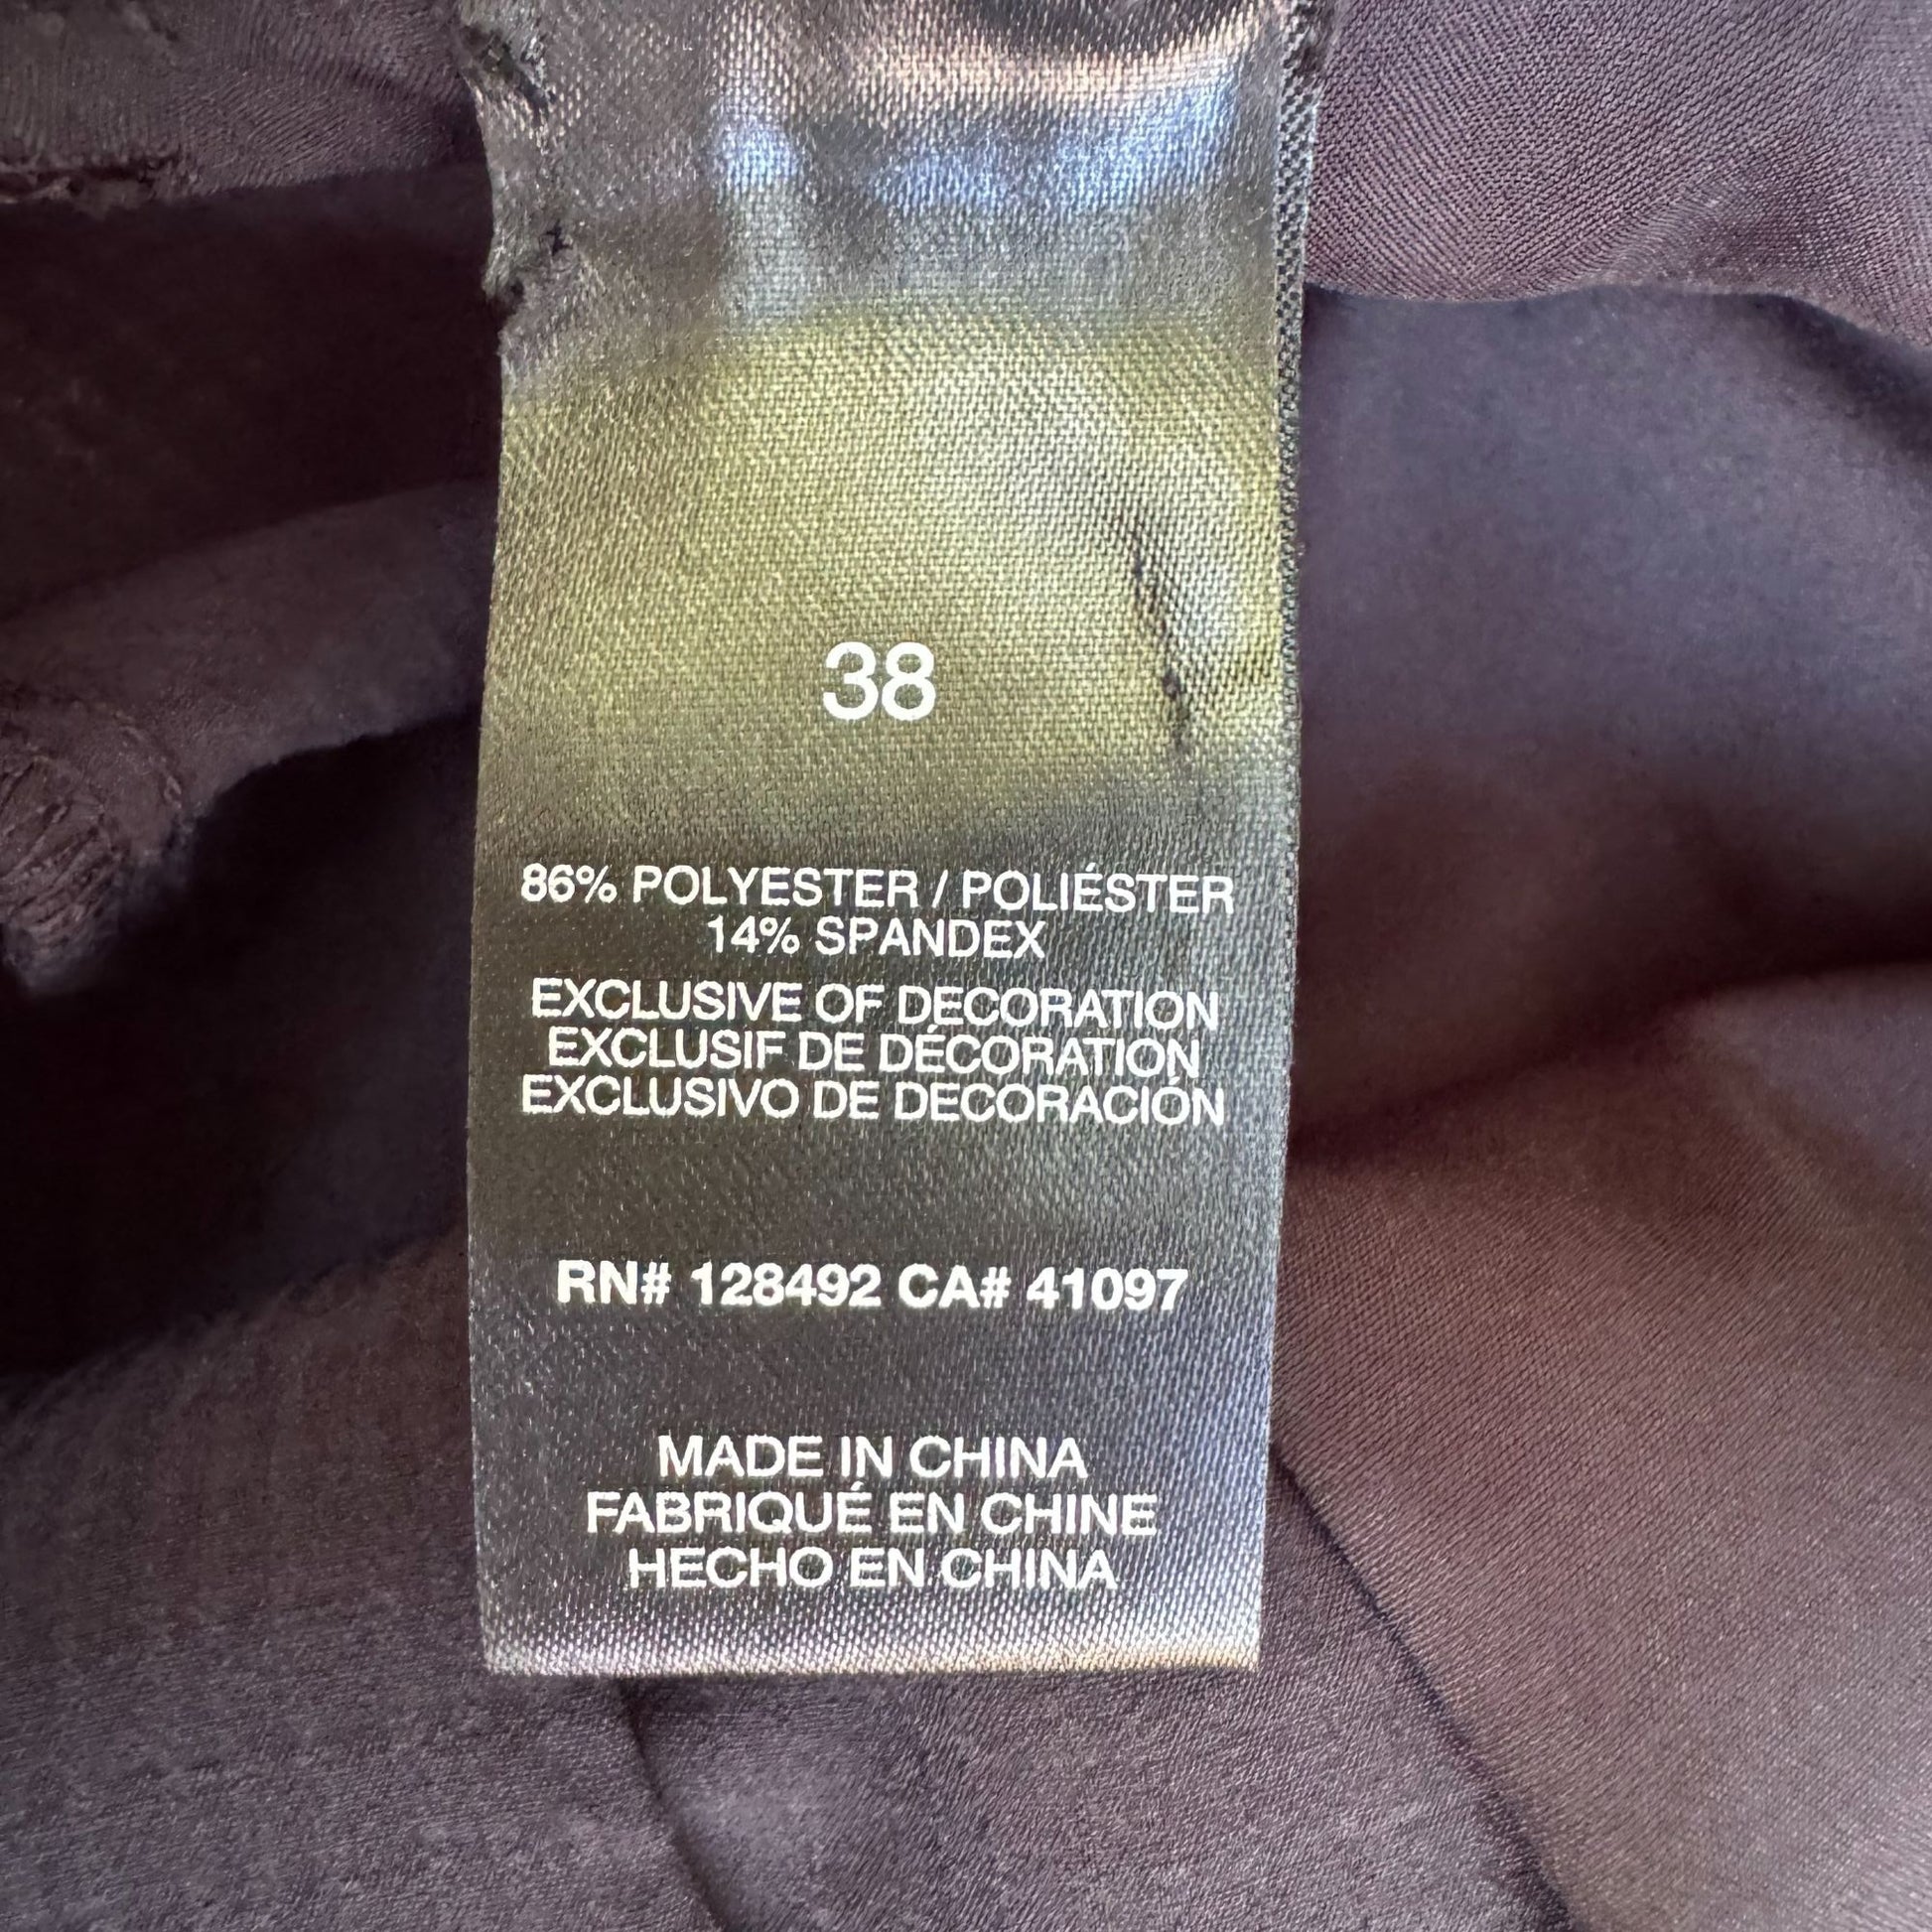 38
86% POLYESTER / POLIÉSTER
14% SPANDEX
EXCLUSIVE OF DECORATION
EXCLUSIF DE DÉCORATION
EXCLUSIVO DE DECORACIÓN
RN# 128492 CA# 41097
MADE IN CHINA
FABRIQUÉ EN CHINE
HECHO EN CHINA